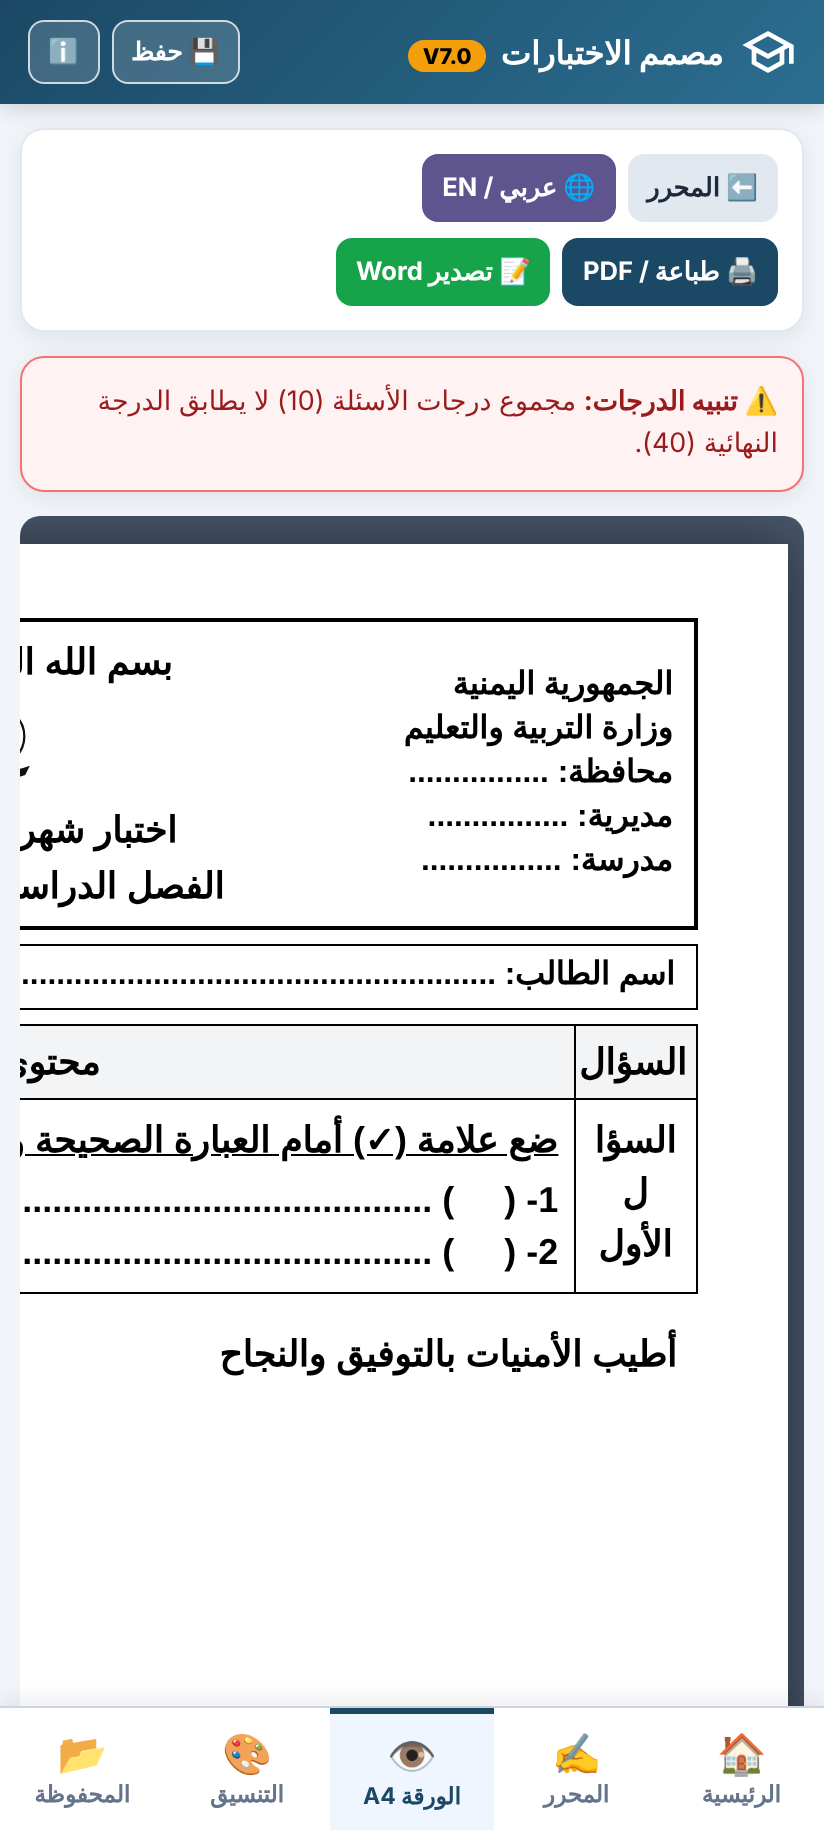 مصمم الاختبارات V7.0
💾 حفظ
ℹ️
⬅️ المحرر
🌐 عربي / EN
🖨️ طباعة / PDF
📝 تصدير Word
⚠️ تنبيه الدرجات: مجموع درجات الأسئلة (10) لا يطابق الدرجة
النهائية (40).
الجمهورية اليمنية
وزارة التربية والتعليم
محافظة: ................
مديرية: ................
مدرسة: ................
بسم الله
اختبار شهر
الفصل
اسم الطالب: ......................................................
السؤال
السؤا
ل
الأول
ضع علامة (✓) أمام العبارة الصحيحة و
1- (    ) .........................................
2- (    ) .........................................
أطيب الأمنيات بالتوفيق والنجاح
الرئيسية
المحرر
الورقة A4
التنسيق
المحفوظة